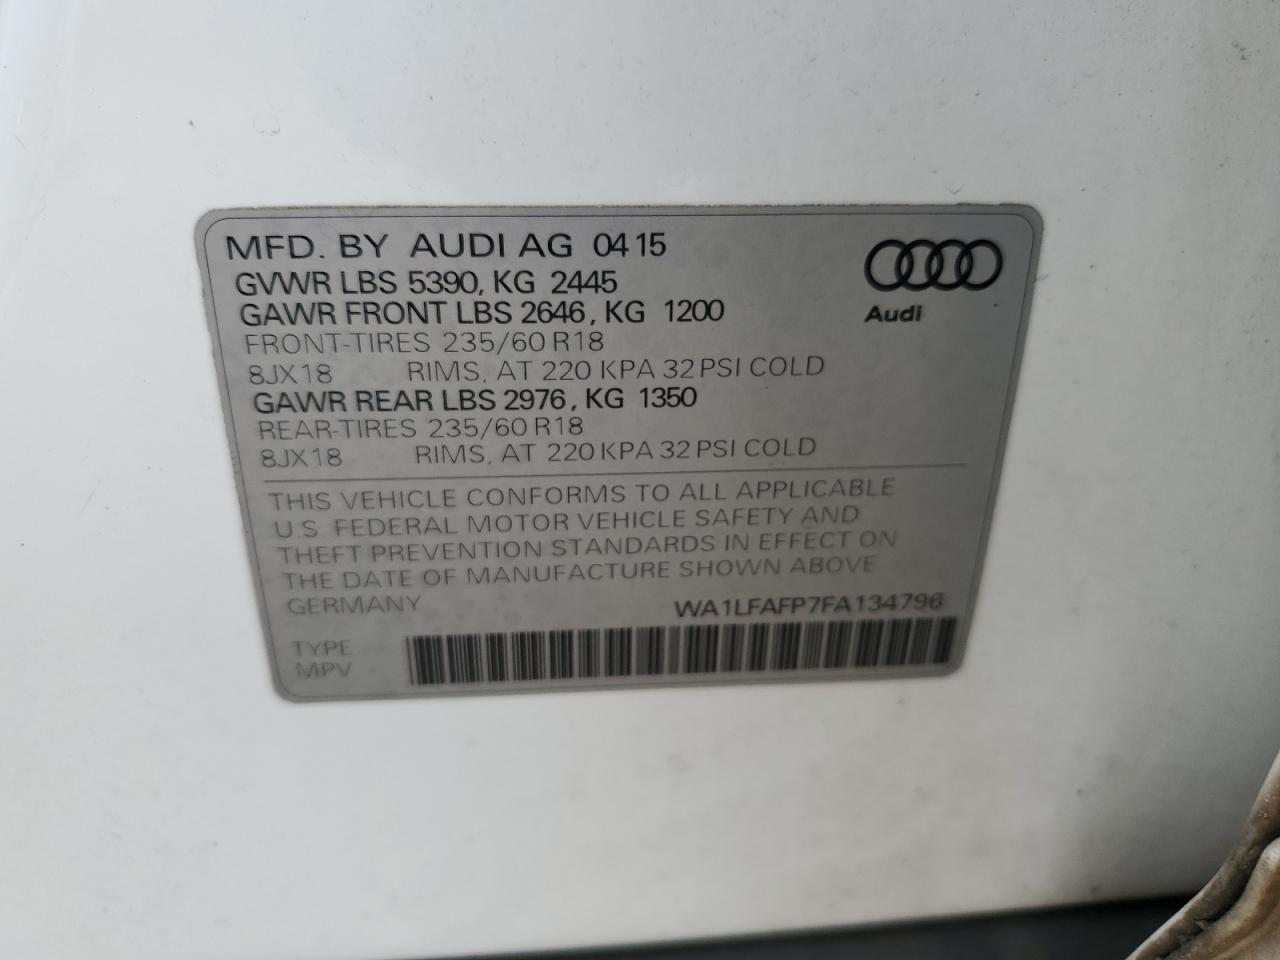 MFD. BY AUDI AG 04 15
GVWR LBS 5390, KG 2445
GAWR FRONT LBS 2646, KG 1200
FRONT-TIRES 235/60 R18
8JX18 RIMS, AT 220 KPA 32 PSI COLD
GAWR REAR LBS 2976, KG 1350
REAR-TIRES 235/60 R18
8JX18 RIMS, AT 220 KPA 32 PSI COLD
Audi
THIS VEHICLE CONFORMS TO ALL APPLICABLE
U.S. FEDERAL MOTOR VEHICLE SAFETY AND
THEFT PREVENTION STANDARDS IN EFFECT ON
THE DATE OF MANUFACTURE SHOWN ABOVE
GERMANY WA1LFAFP7FA134796
TYPE
MPV